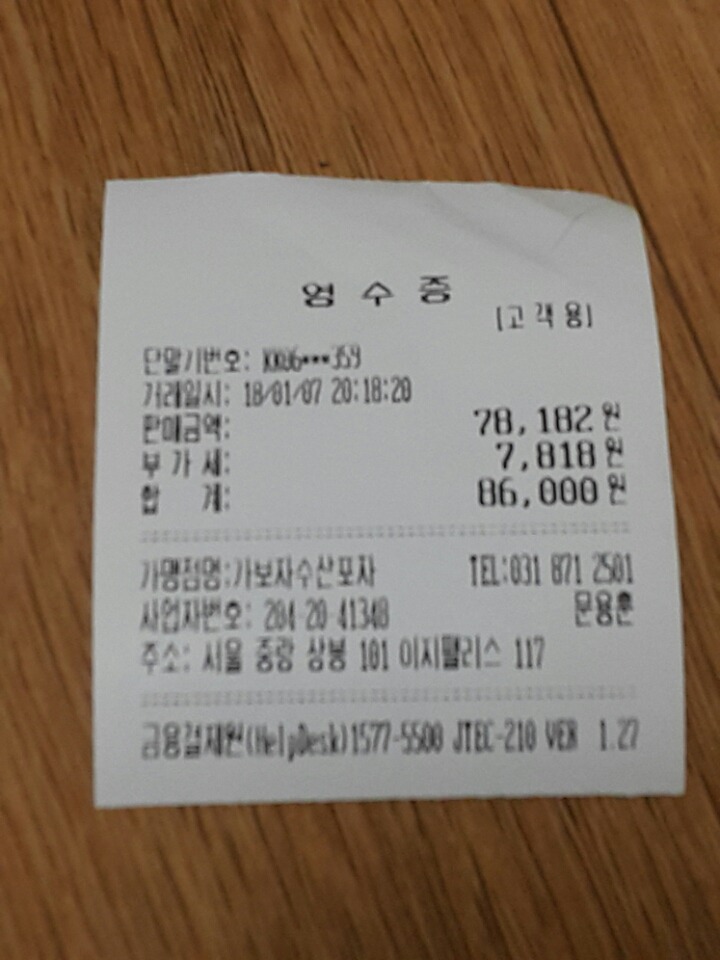 영 수 증
[고 객 용]
단말기번호: KK06***359
거래일시: 18/01/07 20:18:20
판매금액: 78,182 원
부 가 세: 7,818 원
합 계: 86,000 원
가맹점명:가보자수산포차 TEL:031 871 2501
사업자번호: 204 20 41348 문용훈
주소: 서울 중랑 상봉 101 이지팰리스 117
금융결제원(HelpDesk)1577-5500 JTEC-210 VER 1.27